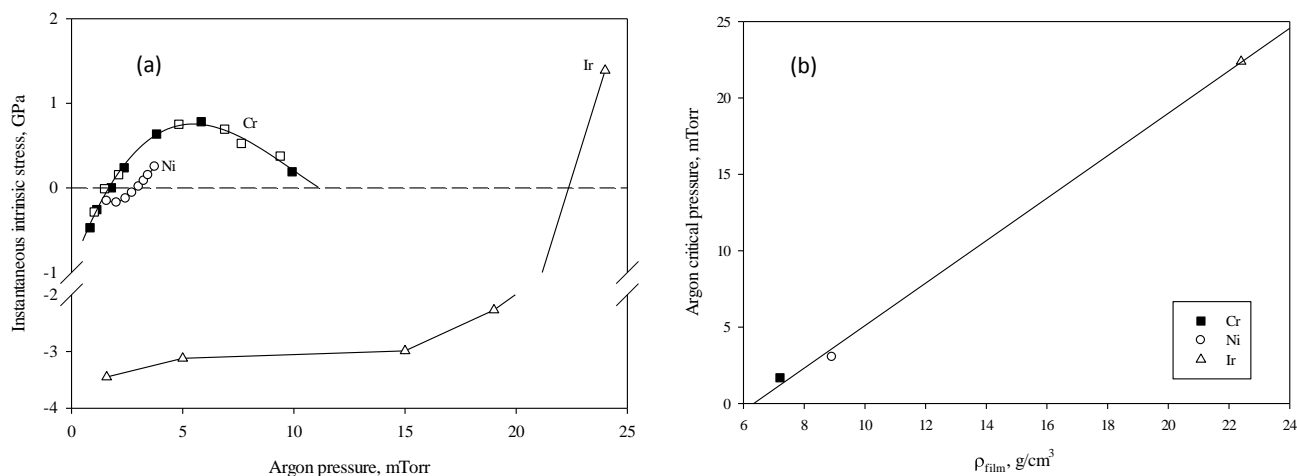 (a)
Ir
Cr
Ni
2
1
0
-1
-2
-3
-4
0
5
10
15
20
25
Instantaneous intrinsic stress, GPa
Argon pressure, mTorr
(b)
25
20
15
10
5
0
4
6
8
10
12
14
16
18
20
22
24
Argon critical pressure, mTorr
Cr
Ni
Ir
ρfilm, g/cm³